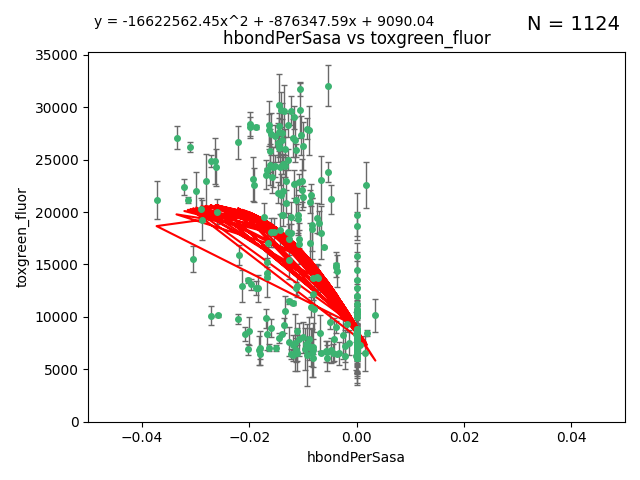 y = -16622562.45x^2 + -876347.59x + 9090.04
N = 1124
hbondPerSasa vs toxgreen_fluor
35000
30000
25000
20000
15000
10000
5000
0
toxgreen_fluor
−0.04
−0.02
0.00
0.02
0.04
hbondPerSasa